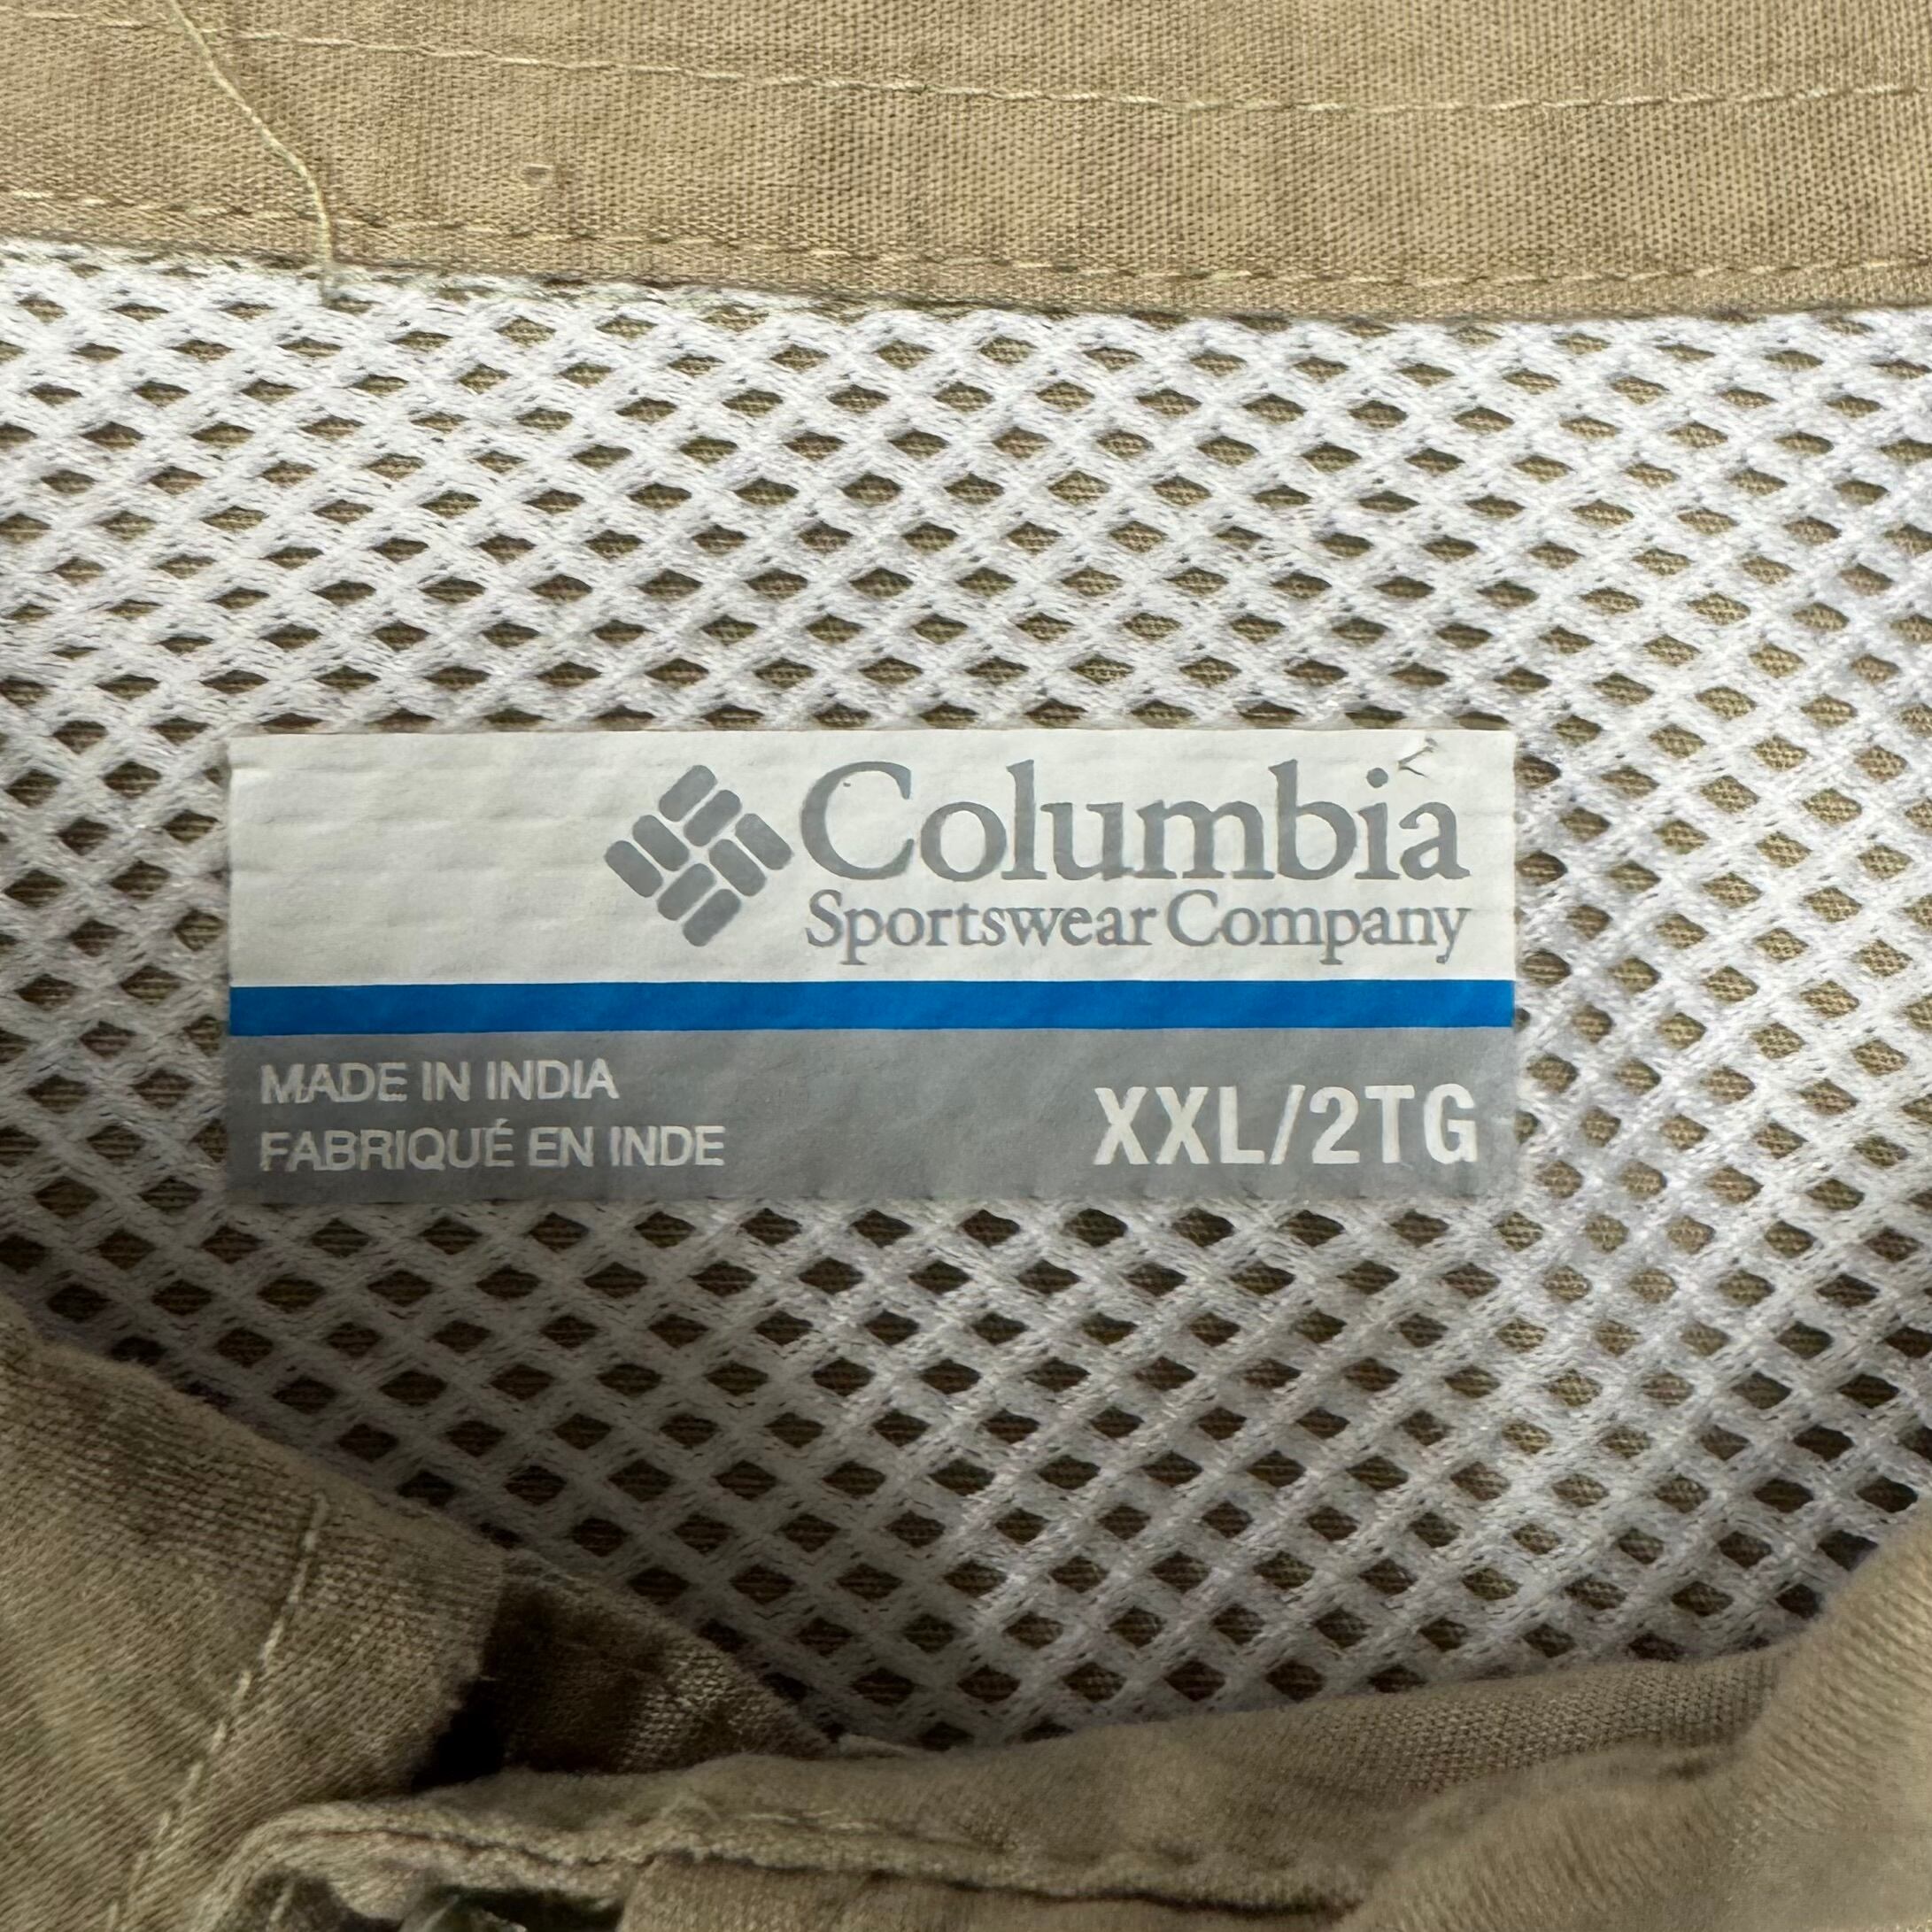 Columbia
Sportswear Company
MADE IN INDIA
FABRIQUÉ EN INDE
XXL/2TG